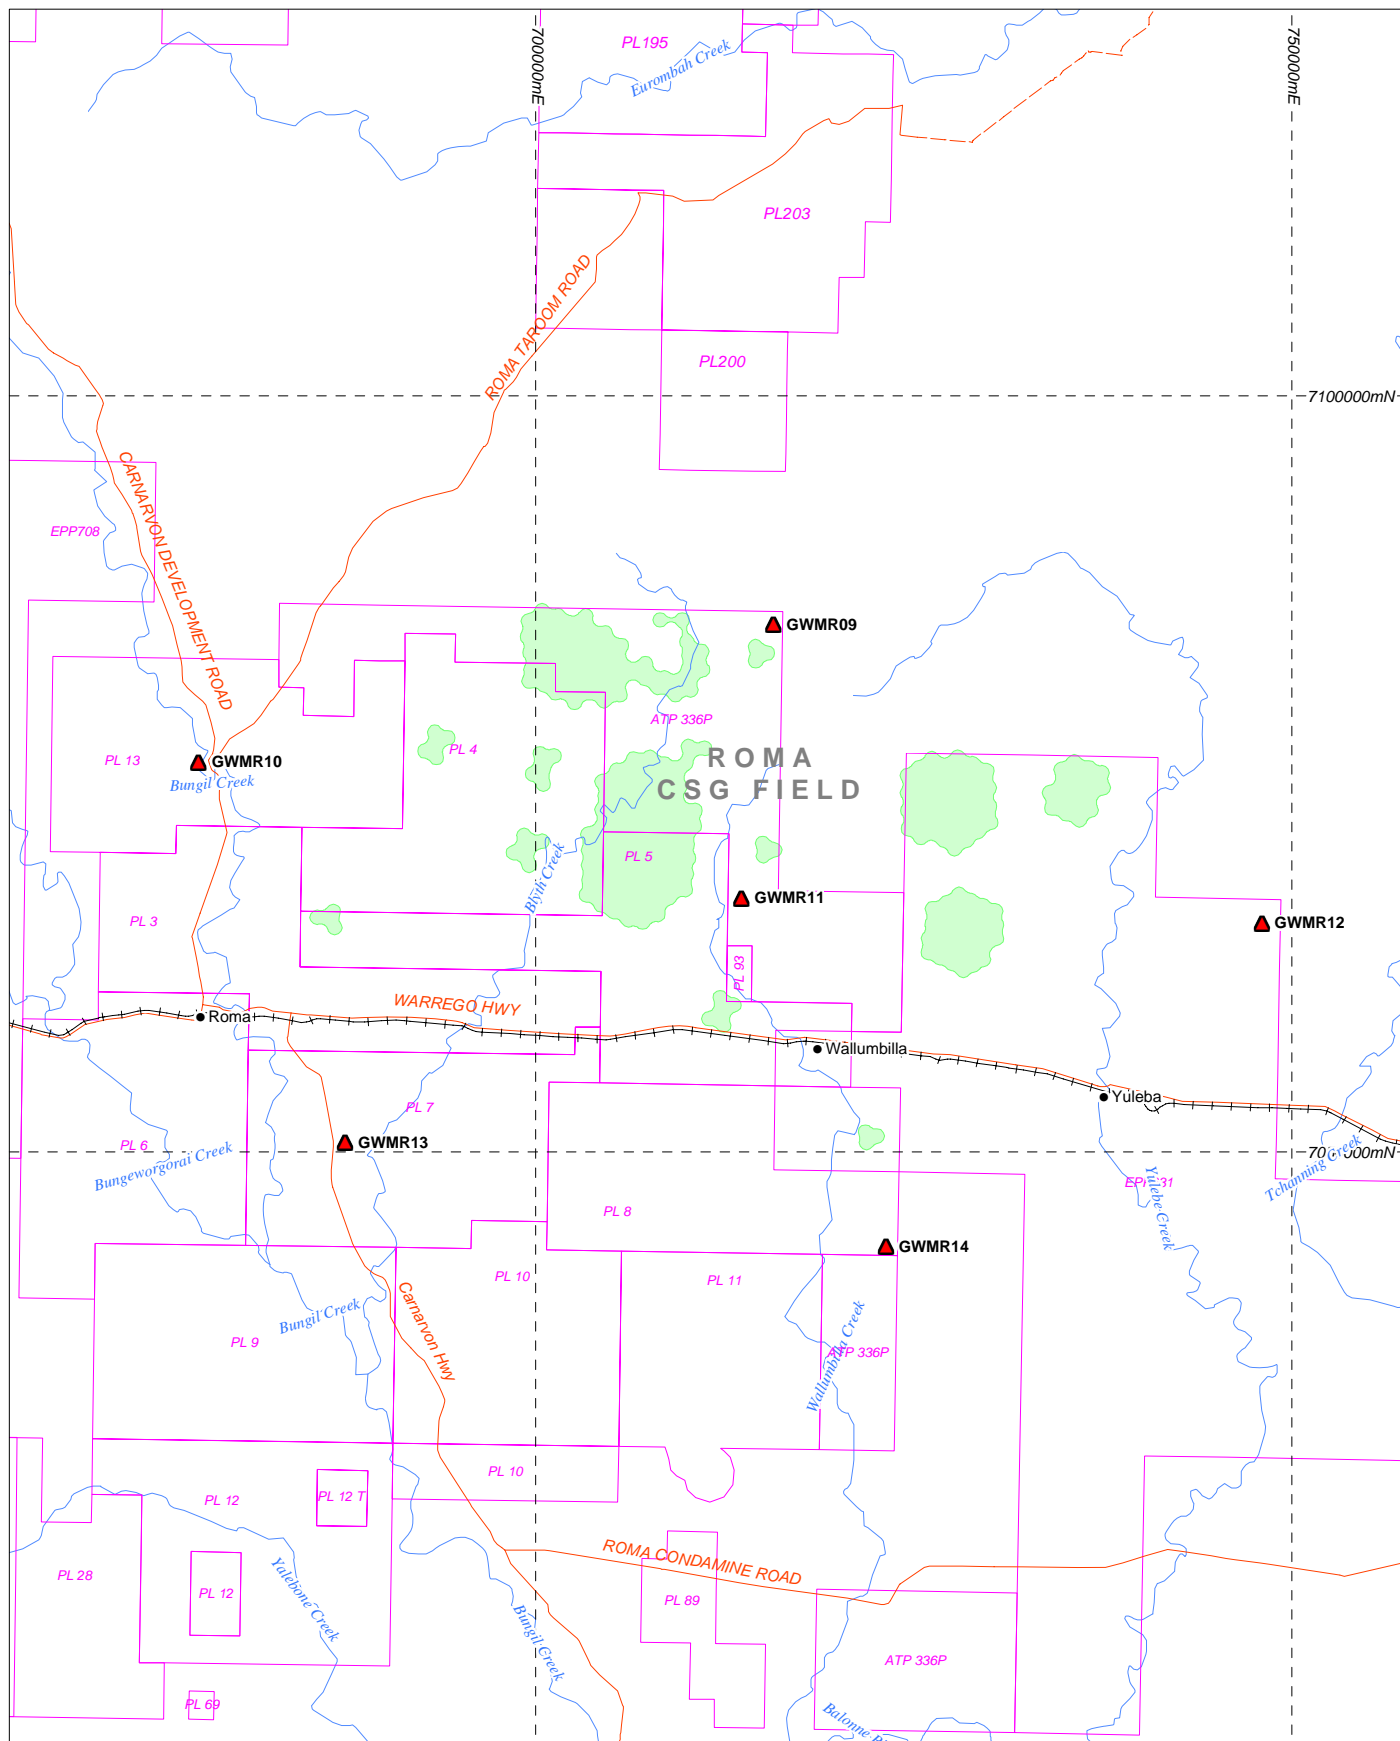 PL195
Eurombah Creek
700000mE
750000mE
PL203
ROMA TAROOM ROAD
PL200
7100000mN
CARNARVON DEVELOPMENT ROAD
EPP708
GWMR09
ATP 336P
PL 4
PL 13
GWMR10
Bungil Creek
ROMA
CSG FIELD
PL 5
Blyth Creek
GWMR11
PL 3
GWMR12
PL 93
WARREGO HWY
Roma
Wallumbilla
Yuleba
PL 7
PL 6
GWMR13
Bungeworgorai Creek
mN
Tchanning Creek
Yulebe Creek
PL 8
GWMR14
PL 10
PL 11
Bungil Creek
Carnarvon Hwy
PL 9
Wallumbilla Creek
ATP 336P
PL 10
PL 12
PL 12 T
ROMA CONDAMINE ROAD
PL 28
PL 12
Yalebone Creek
PL 89
Bungil Creek
ATP 336P
PL 69
Balonne